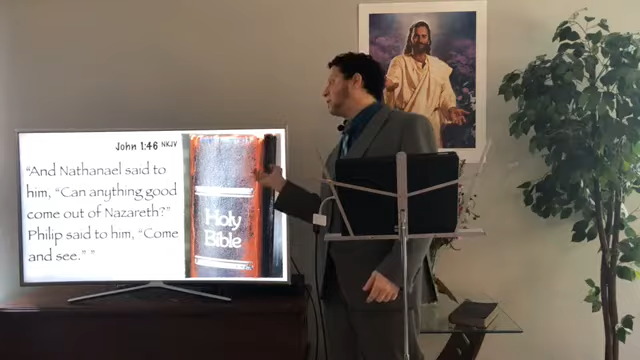 John 1:46 NKJV
"And Nathanael said to
him, "Can anything good
come out of Nazareth?"
Philip said to him, "Come
and see." "
Holy
Bible